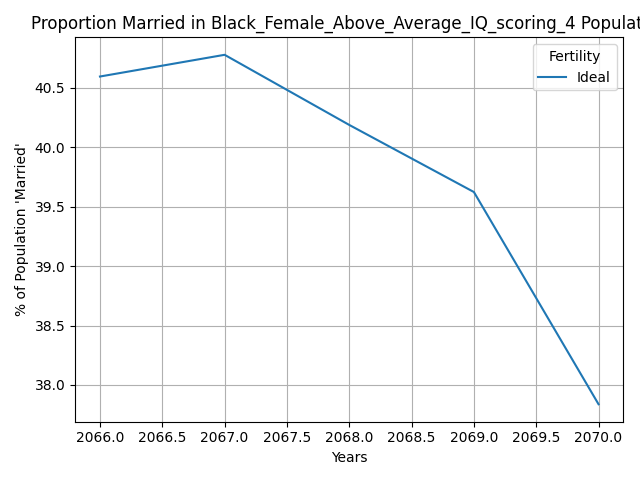 Proportion Married in Black_Female_Above_Average_IQ_scoring_4 Populat
Fertility
Ideal
% of Population 'Married'
40.5
40.0
39.5
39.0
38.5
38.0
2066.0 2066.5 2067.0 2067.5 2068.0 2068.5 2069.0 2069.5 2070.0
Years